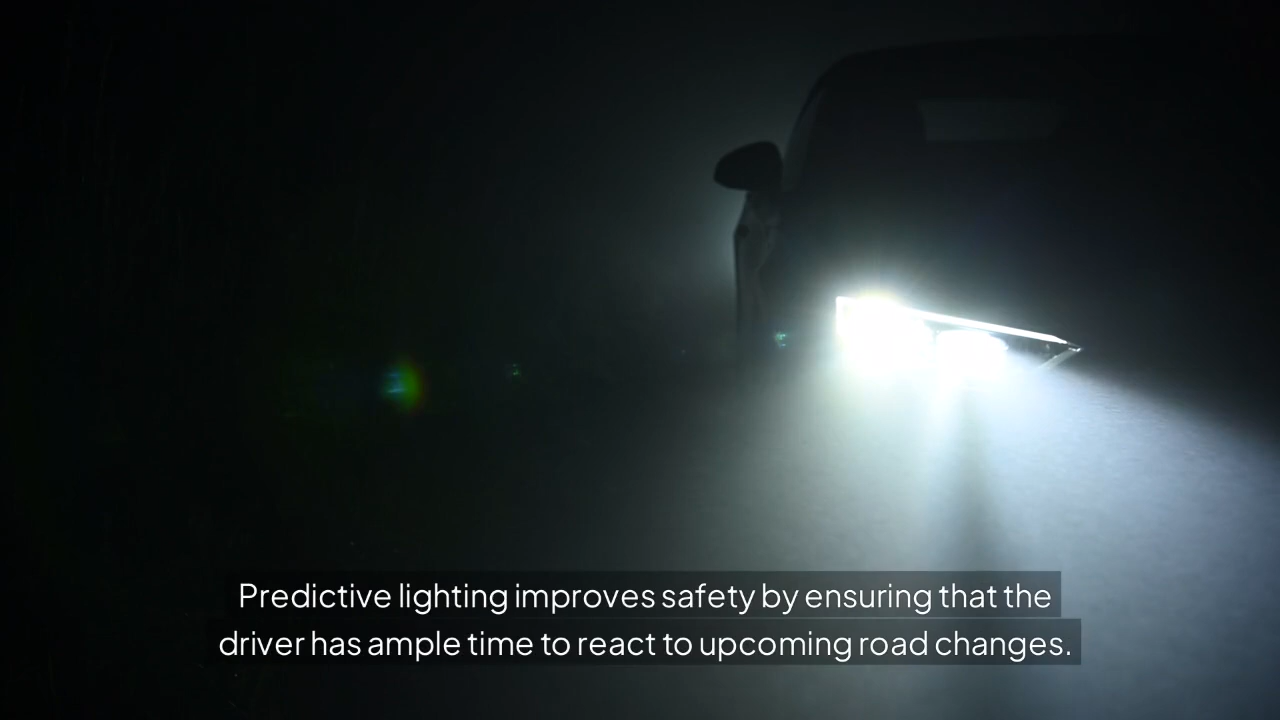 Predictive lighting improves safety by ensuring that the
driver has ample time to react to upcoming road changes.